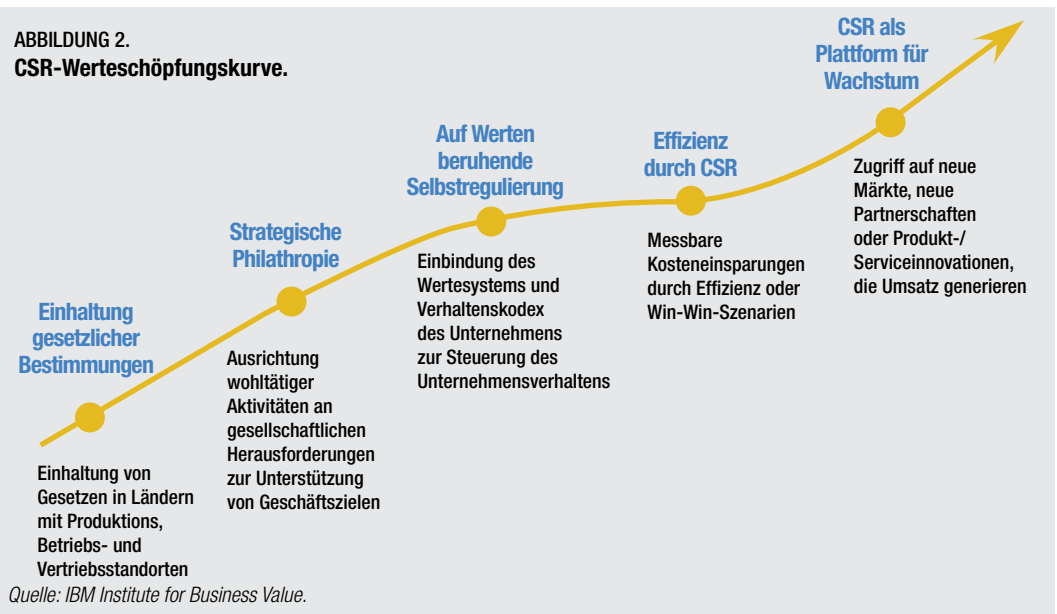 ABBILDUNG 2.
CSR-Werteschöpfungskurve.
Einhaltung
gesetzlicher
Bestimmungen
Einhaltung von
Gesetzen in Ländern
mit Produktions,
Betriebs- und
Vertriebsstandorten
Strategische
Philathropie
Ausrichtung
wohltätiger
Aktivitäten an
gesellschaftlichen
Herausforderungen
zur Unterstützung
von Geschäftszielen
Auf Werten
beruhende
Selbstregulierung
Einbindung des
Wertesystems und
Verhaltenskodex
des Unternehmens
zur Steuerung des
Unternehmensverhaltens
Effizienz
durch CSR
Messbare
Kosteneinsparungen
durch Effizienz oder
Win-Win-Szenarien
CSR als
Plattform für
Wachstum
Zugriff auf neue
Märkte, neue
Partnerschaften
oder Produkt-/
Serviceinnovationen,
die Umsatz generieren
Quelle: IBM Institute for Business Value.